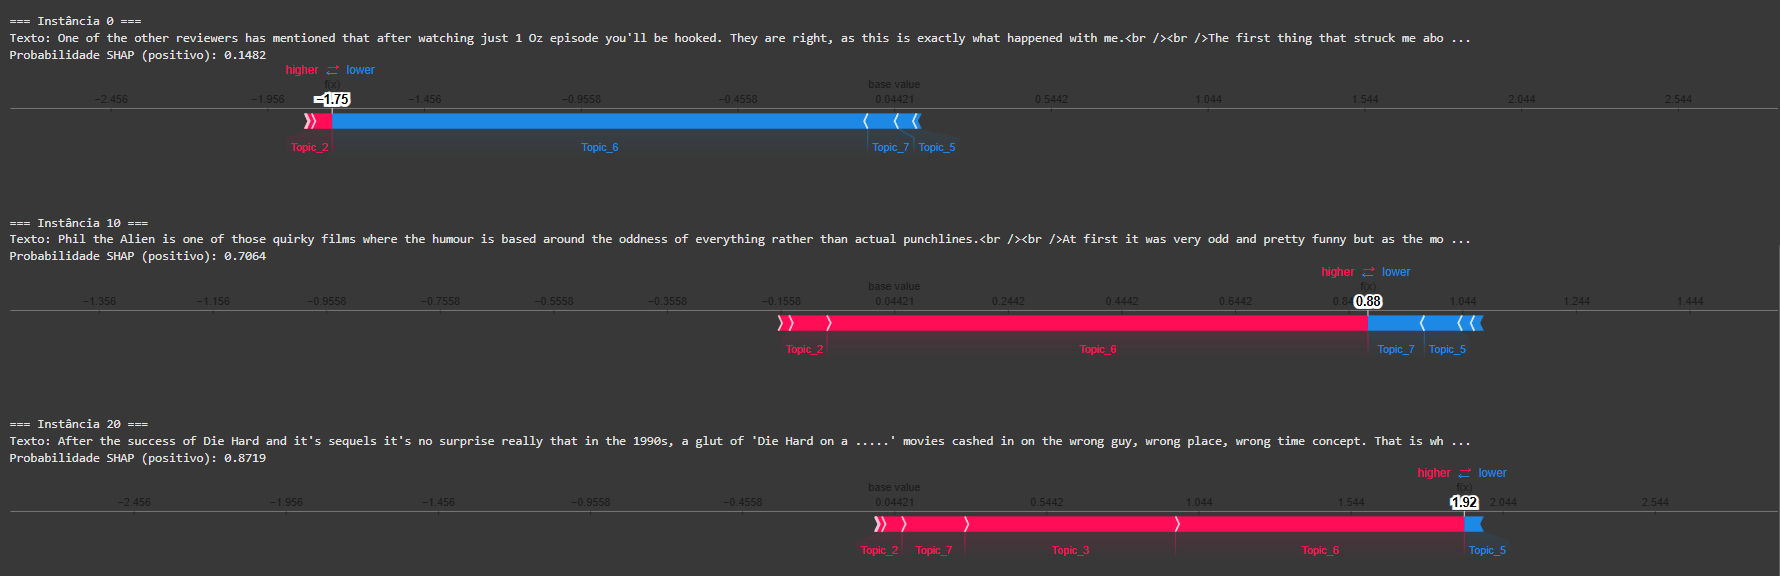 === Instância 0 ===
Texto: One of the other reviewers has mentioned that after watching just 1 Oz episode you'll be hooked. They are right, as this is exactly what happened with me.<br /><br />The first thing that struck me abo ...
Probabilidade SHAP (positivo): 0.1482
higher ⇄ lower
f(x)
base value
−2.456 −1.956 −1.75 −1.456 −0.9558 −0.4558 0.04421 0.5442 1.044 1.544 2.044 2.544
Topic_2 Topic_6 Topic_7 Topic_5
=== Instância 10 ===
Texto: Phil the Alien is one of those quirky films where the humour is based around the oddness of everything rather than actual punchlines.<br /><br />At first it was very odd and pretty funny but as the mo ...
Probabilidade SHAP (positivo): 0.7064
higher ⇄ lower
base value f(x)
−1.356 −1.156 −0.9558 −0.7558 −0.5558 −0.3558 −0.1558 0.04421 0.2442 0.4442 0.6442 0.88 1.044 1.244 1.444
Topic_2 Topic_6 Topic_7 Topic_5
=== Instância 20 ===
Texto: After the success of Die Hard and it's sequels it's no surprise really that in the 1990s, a glut of 'Die Hard on a .....' movies cashed in on the wrong guy, wrong place, wrong time concept. That is wh ...
Probabilidade SHAP (positivo): 0.8719
higher ⇄ lower
base value f(x)
−2.456 −1.956 −1.456 −0.9558 −0.4558 0.04421 0.5442 1.044 1.544 1.92 2.044 2.544
Topic_2 Topic_7 Topic_3 Topic_6 Topic_5